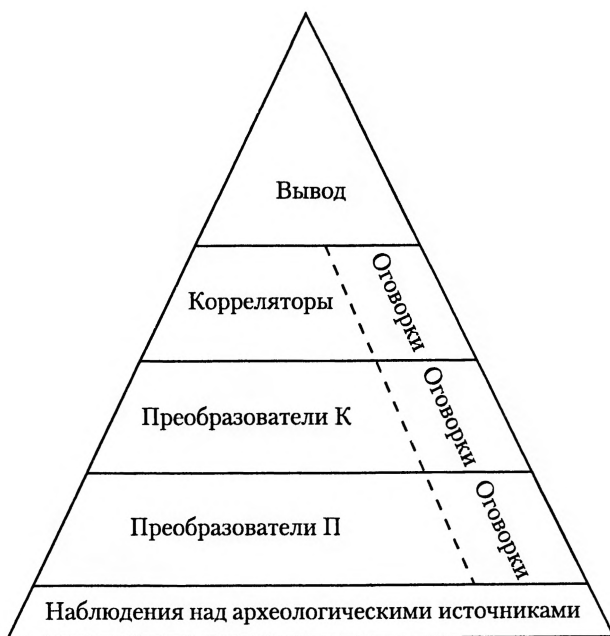 Вывод
Корреляторы
Оговорки
Преобразователи К
Оговорки
Преобразователи П
Оговорки
Наблюдения над археологическими источниками